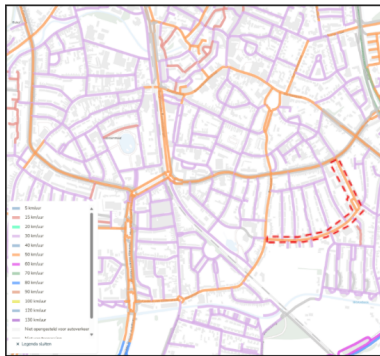 5 km/uur
15 km/uur
20 km/uur
30 km/uur
40 km/uur
50 km/uur
60 km/uur
70 km/uur
80 km/uur
90 km/uur
100 km/uur
120 km/uur
130 km/uur
Niet opengesteld voor autoverkeer
Legenda sluiten